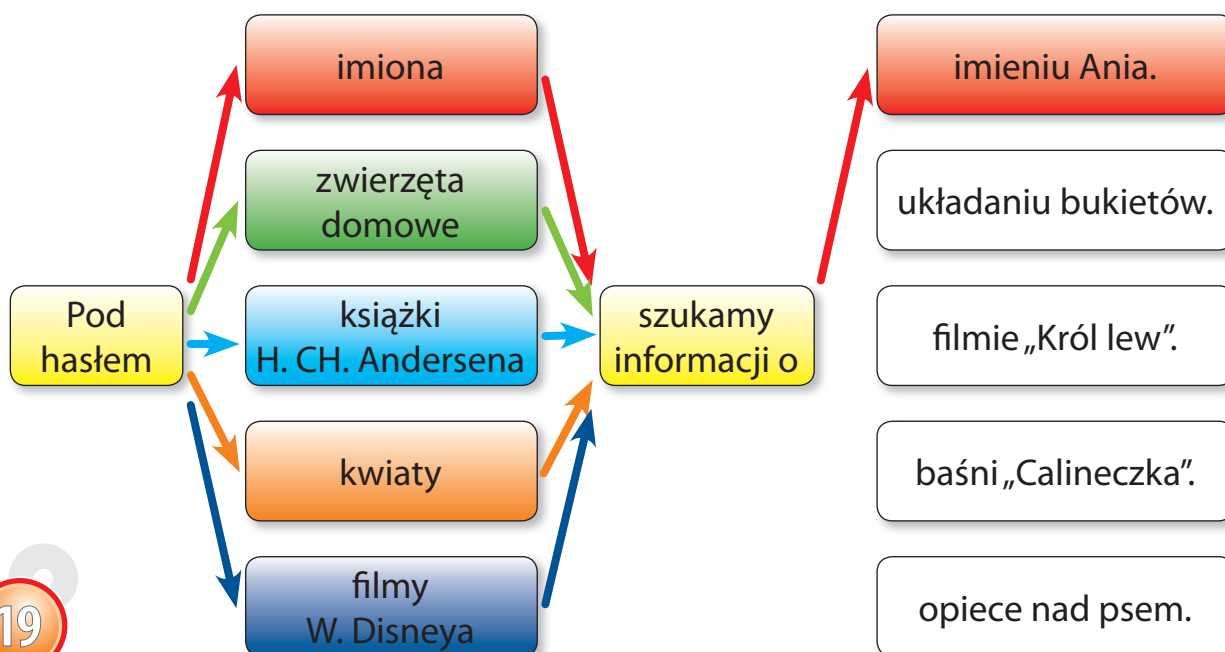 imiona
imieniu Ania.
zwierzęta
domowe
układaniu bukietów.
Pod
hasłem
książki
H. CH. Andersena
szukamy
informacji o
filmie „Król lew”.
kwiaty
baśni „Calineczka”.
filmy
W. Disneya
opiece nad psem.
19